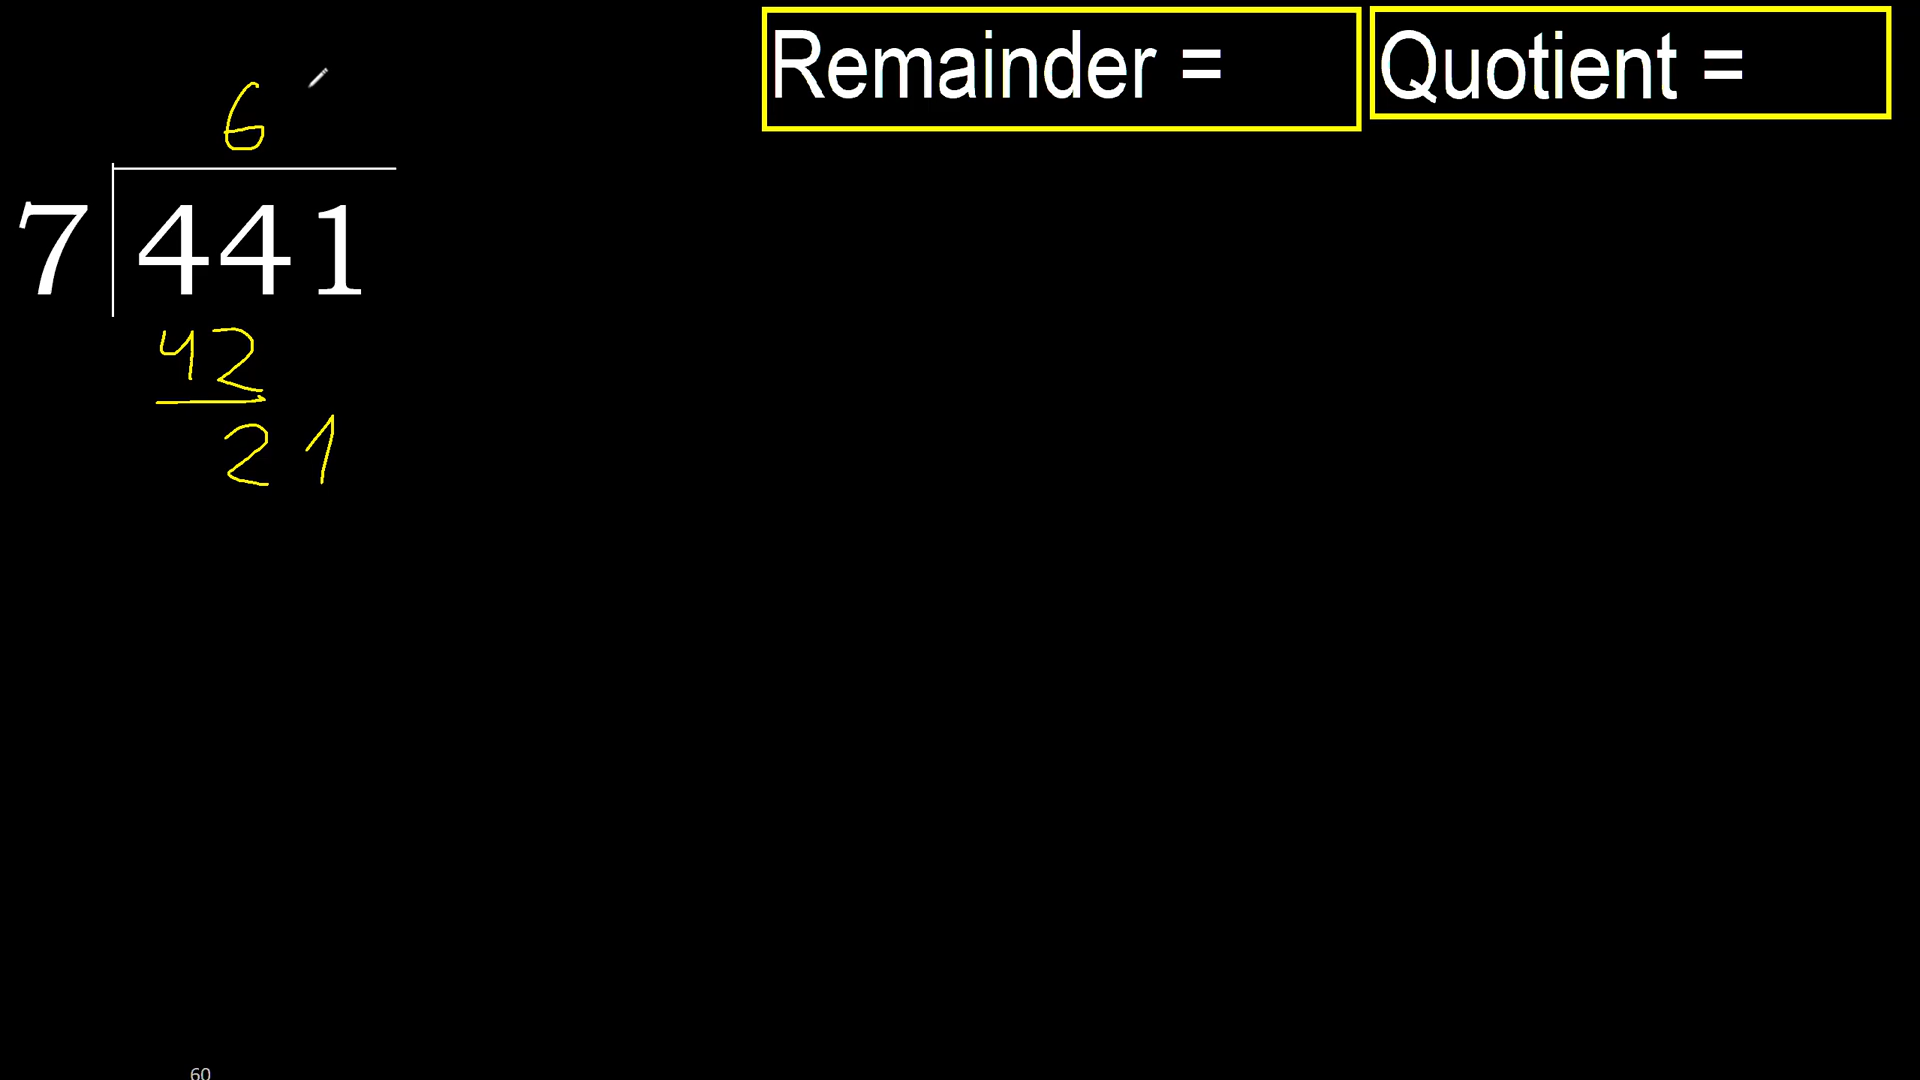 Remainder =
Quotient =
6
7 441
42
21
60